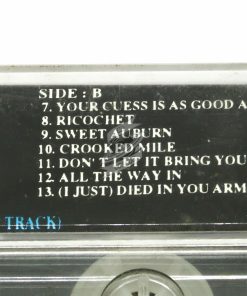 SIDE : B
7. YOUR CUESS IS AS GOOD A
8. RICOCHET
9. SWEET AUBURN
10. CROOKED MILE
11. DON'T LET IT BRING YOU
12. ALL THE WAY IN
13. (I JUST) DIED IN YOU ARM
TRACK)